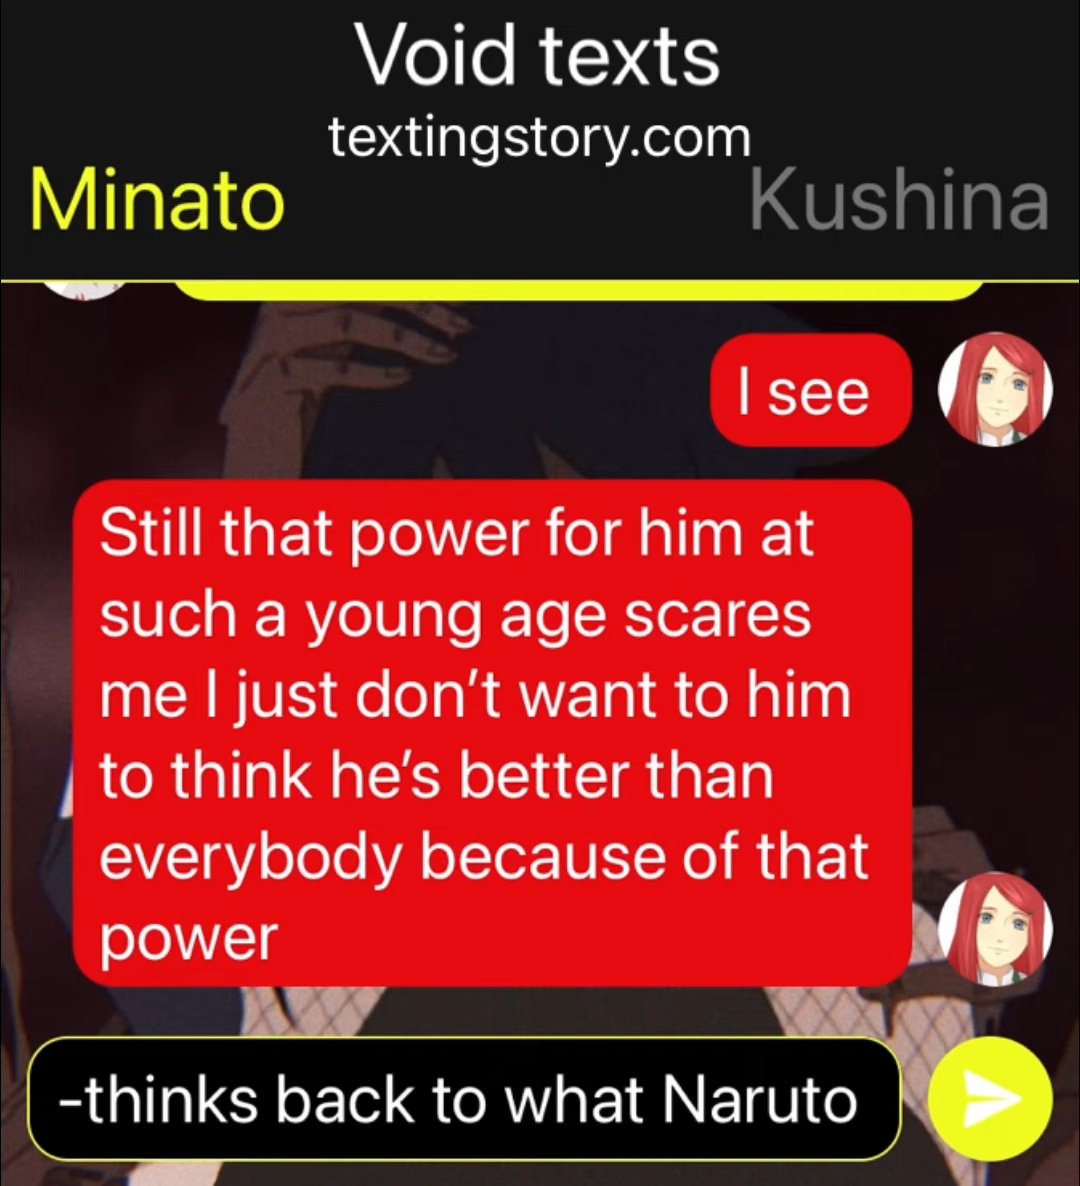 Void texts
textingstory.com
Minato
Kushina
I see
Still that power for him at
such a young age scares
me I just don’t want to him
to think he’s better than
everybody because of that
power
-thinks back to what Naruto